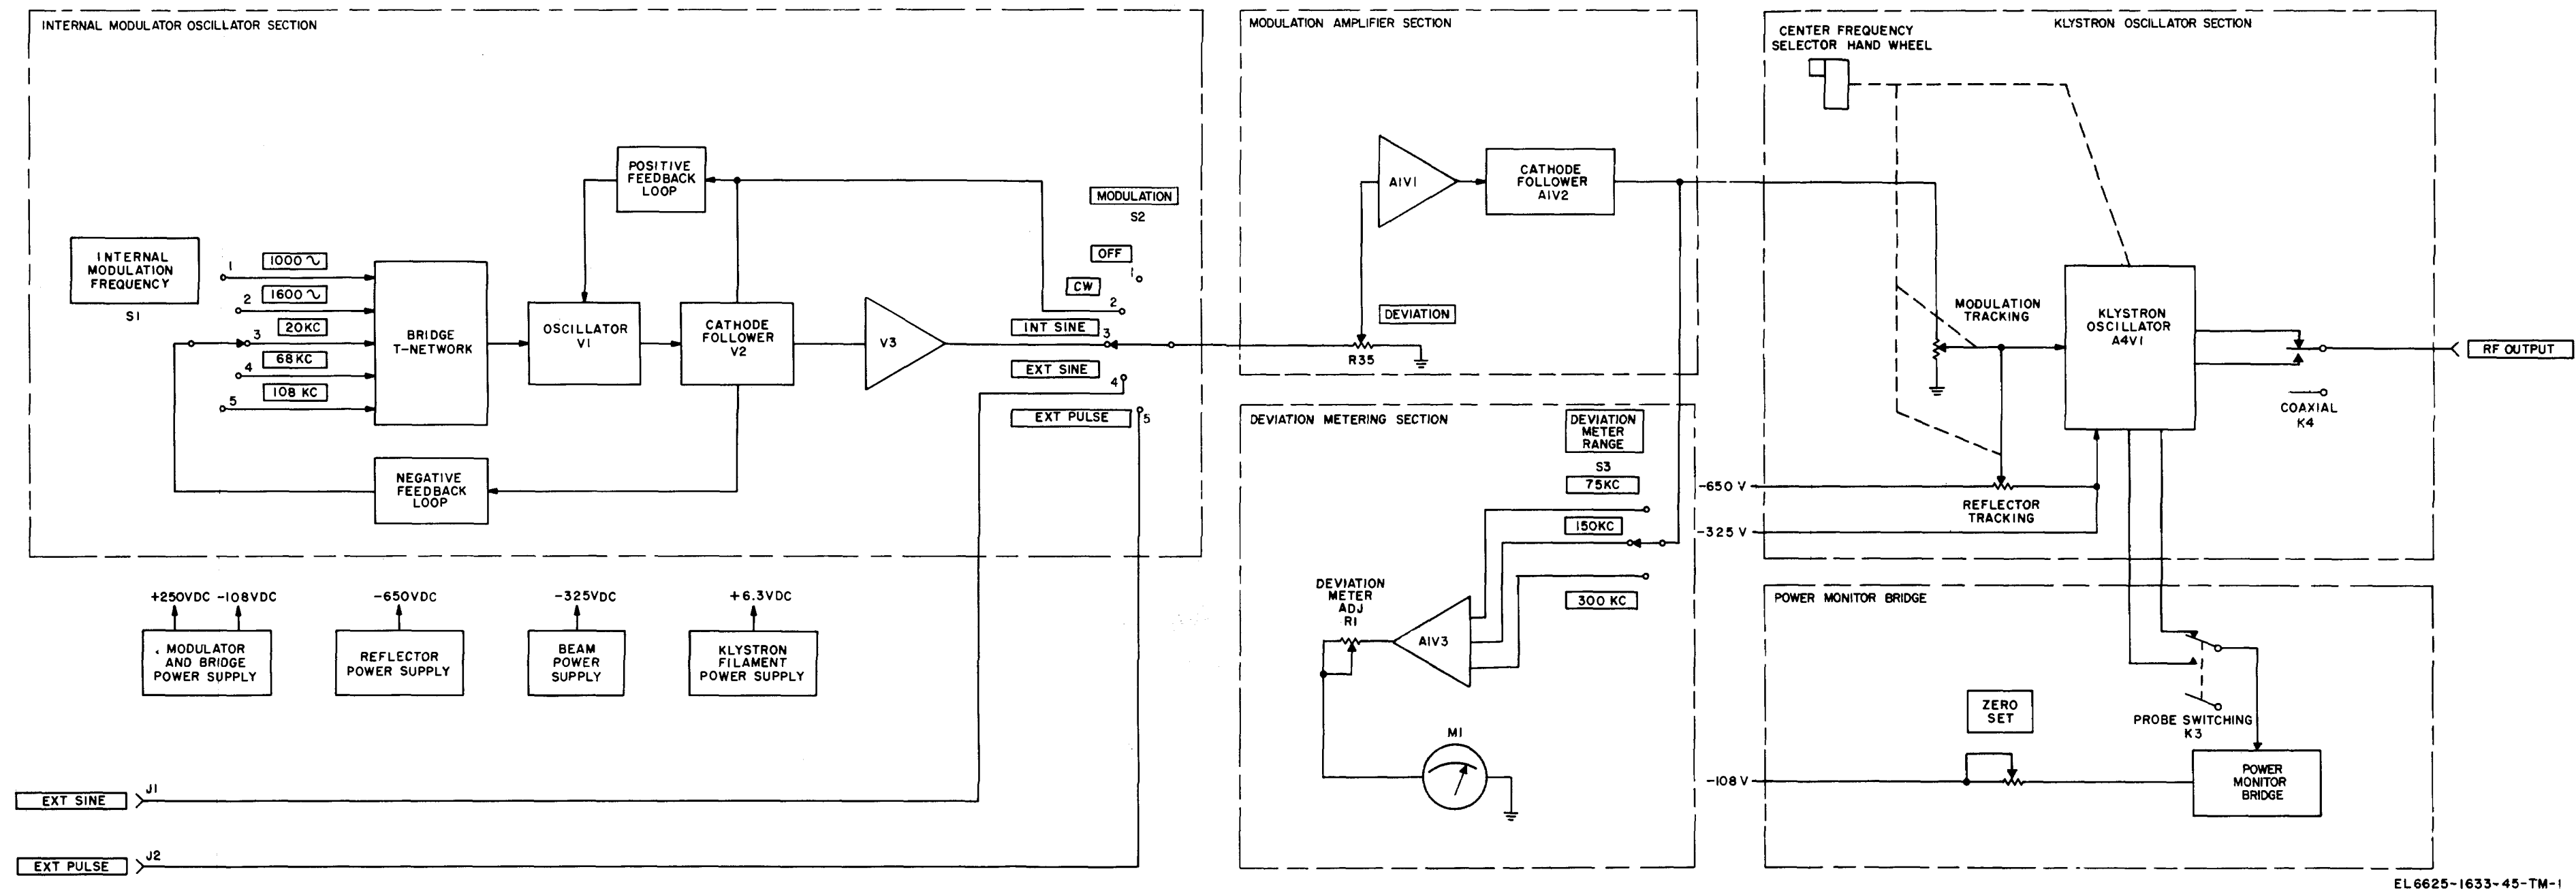 INTERNAL MODULATOR OSCILLATOR SECTION
INTERNAL
MODULATION
FREQUENCY
S1
1
1000 ∿
2
1600 ∿
3
20KC
4
68KC
5
108 KC
BRIDGE
T-NETWORK
POSITIVE
FEEDBACK
LOOP
OSCILLATOR
V1
CATHODE
FOLLOWER
V2
NEGATIVE
FEEDBACK
LOOP
V3
MODULATION
S2
OFF
1
CW
2
INT SINE
3
EXT SINE
4
EXT PULSE
5
+250VDC -108VDC
MODULATOR
AND BRIDGE
POWER SUPPLY
-650VDC
REFLECTOR
POWER SUPPLY
-325VDC
BEAM
POWER
SUPPLY
+6.3VDC
KLYSTRON
FILAMENT
POWER SUPPLY
EXT SINE
J1
EXT PULSE
J2
MODULATION AMPLIFIER SECTION
A1V1
CATHODE
FOLLOWER
A1V2
DEVIATION
R35
DEVIATION METERING SECTION
DEVIATION
METER
RANGE
S3
75KC
150KC
300 KC
DEVIATION
METER
ADJ
R1
A1V3
M1
KLYSTRON OSCILLATOR SECTION
CENTER FREQUENCY
SELECTOR HAND WHEEL
MODULATION
TRACKING
KLYSTRON
OSCILLATOR
A4V1
RF OUTPUT
COAXIAL
K4
-650 V
REFLECTOR
TRACKING
-325 V
POWER MONITOR BRIDGE
PROBE SWITCHING
K3
ZERO
SET
-108V
POWER
MONITOR
BRIDGE
EL6625-1633-45-TM-1